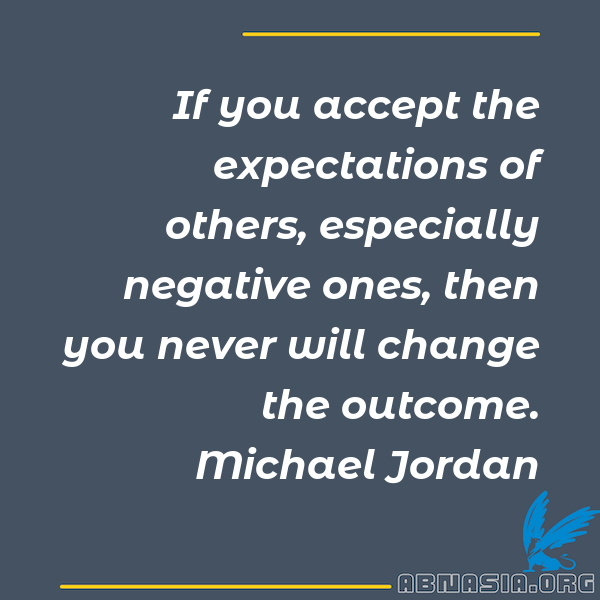 If you accept the
expectations of
others, especially
negative ones, then
you never will change
the outcome.
Michael Jordan
ABNASIA.ORG